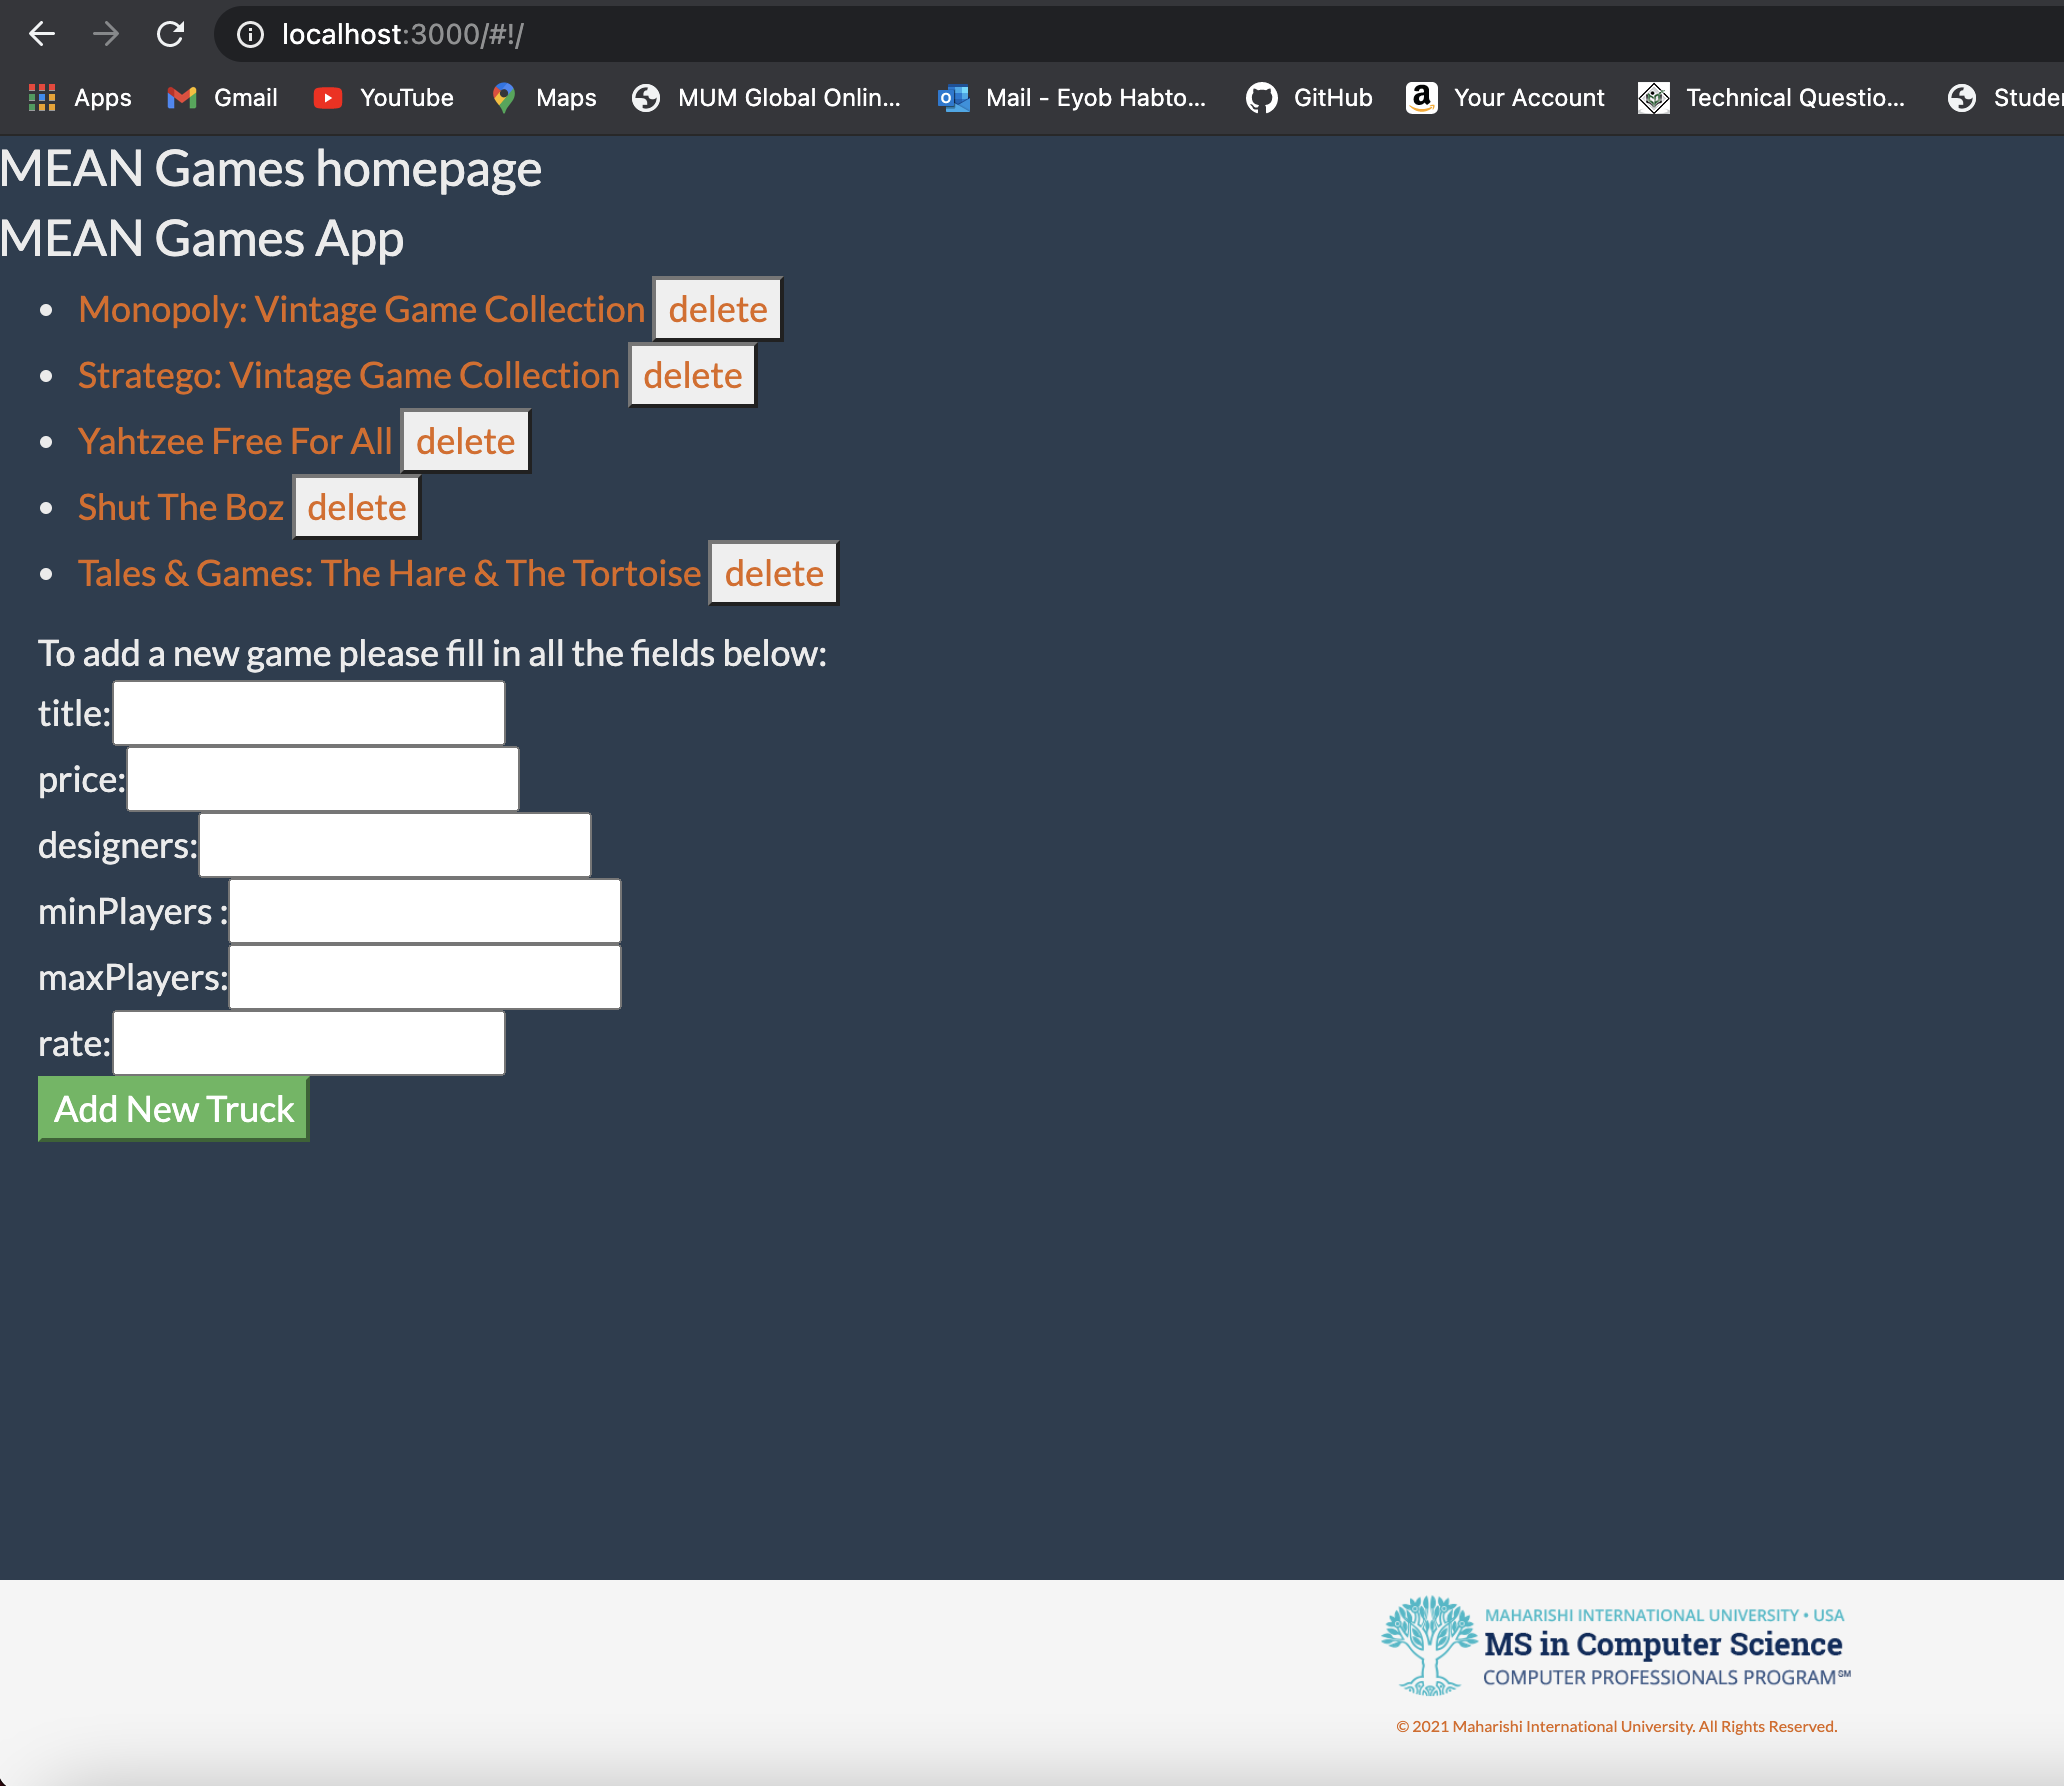 localhost:3000/#!/
Apps Gmail YouTube Maps MUM Global Onlin... Mail - Eyob Habto... GitHub Your Account Technical Questio... Studer
MEAN Games homepage
MEAN Games App
• Monopoly: Vintage Game Collection delete
• Stratego: Vintage Game Collection delete
• Yahtzee Free For All delete
• Shut The Boz delete
• Tales & Games: The Hare & The Tortoise delete
To add a new game please fill in all the fields below:
title:
price:
designers:
minPlayers :
maxPlayers:
rate:
Add New Truck
MAHARISHI INTERNATIONAL UNIVERSITY • USA
MS in Computer Science
COMPUTER PROFESSIONALS PROGRAM℠
© 2021 Maharishi International University. All Rights Reserved.